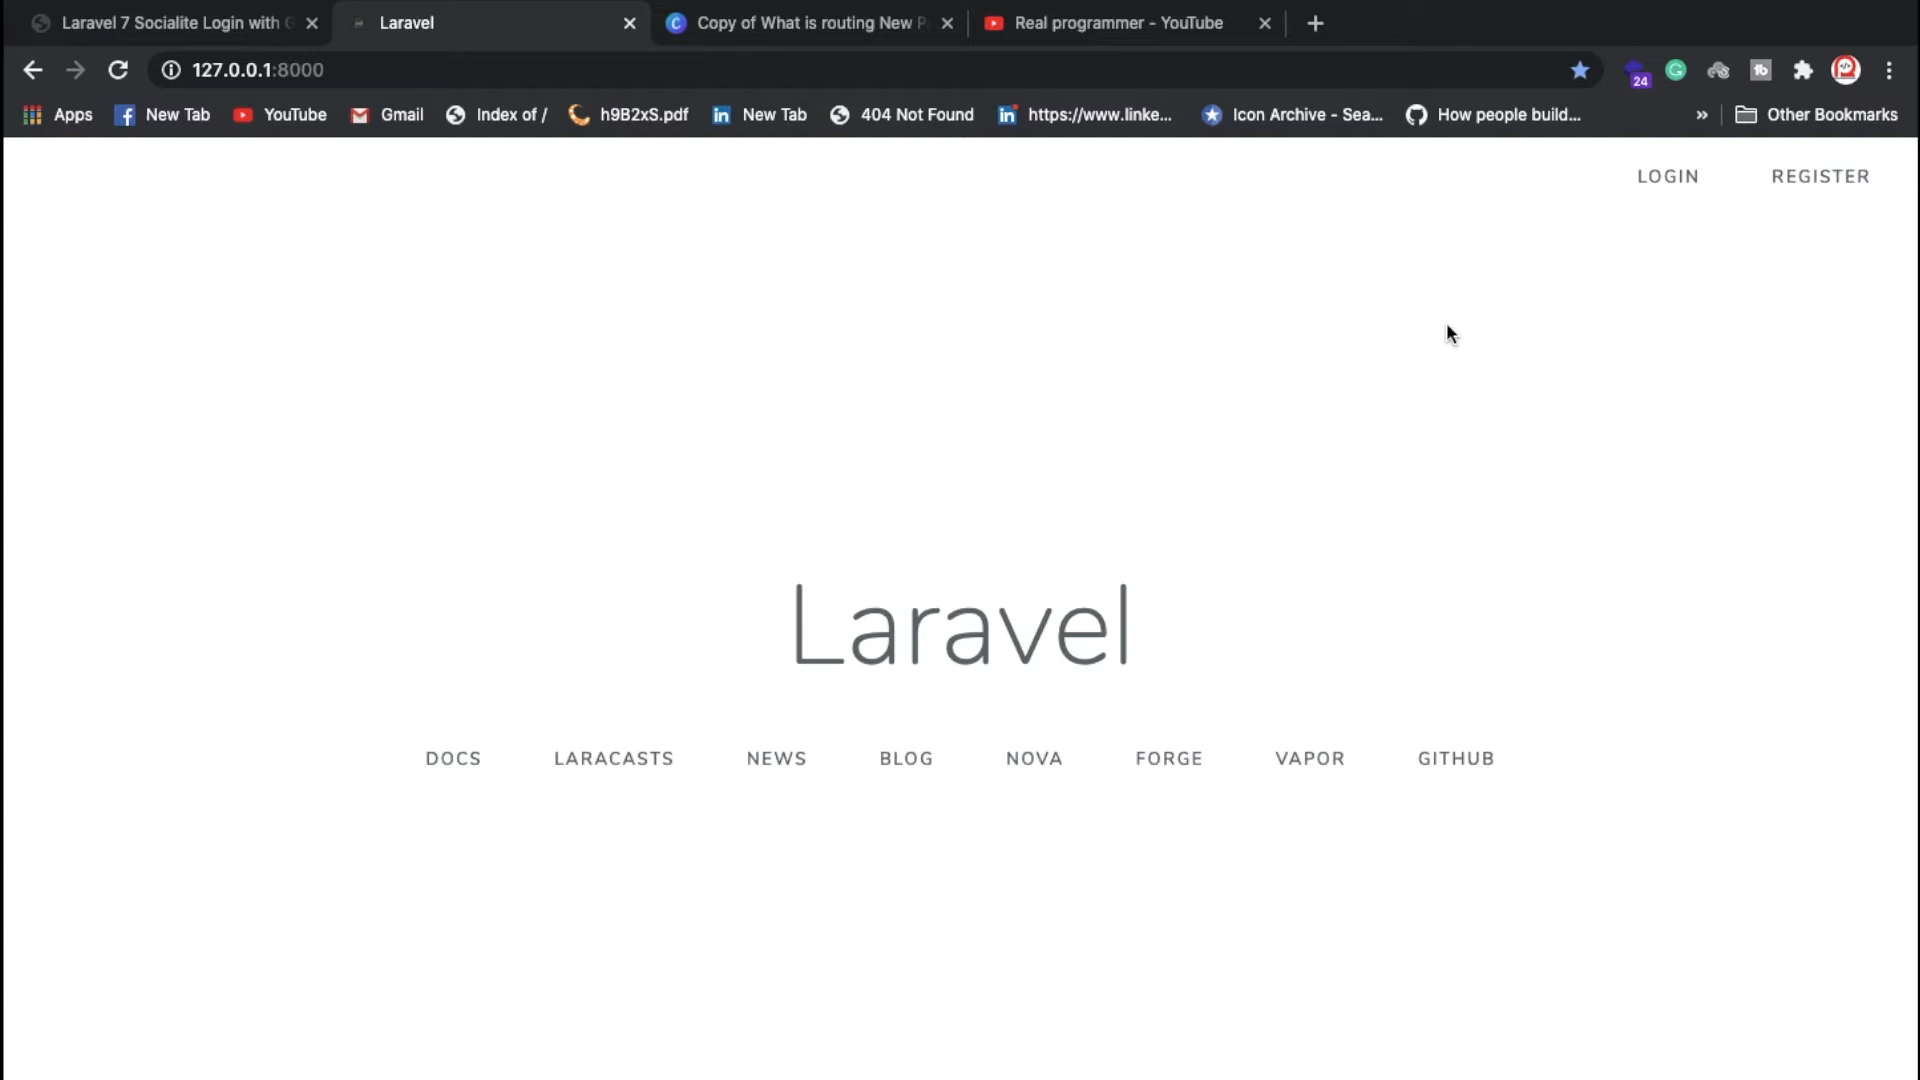 Laravel 7 Socialite Login with
Laravel
Copy of What is routing New
Real programmer - YouTube
127.0.0.1:8000
24
Apps
New Tab
YouTube
Gmail
Index of /
h9B2xS.pdf
New Tab
404 Not Found
https://www.linke...
Icon Archive - Sea...
How people build...
»
Other Bookmarks
LOGIN
REGISTER
Laravel
DOCS
LARACASTS
NEWS
BLOG
NOVA
FORGE
VAPOR
GITHUB